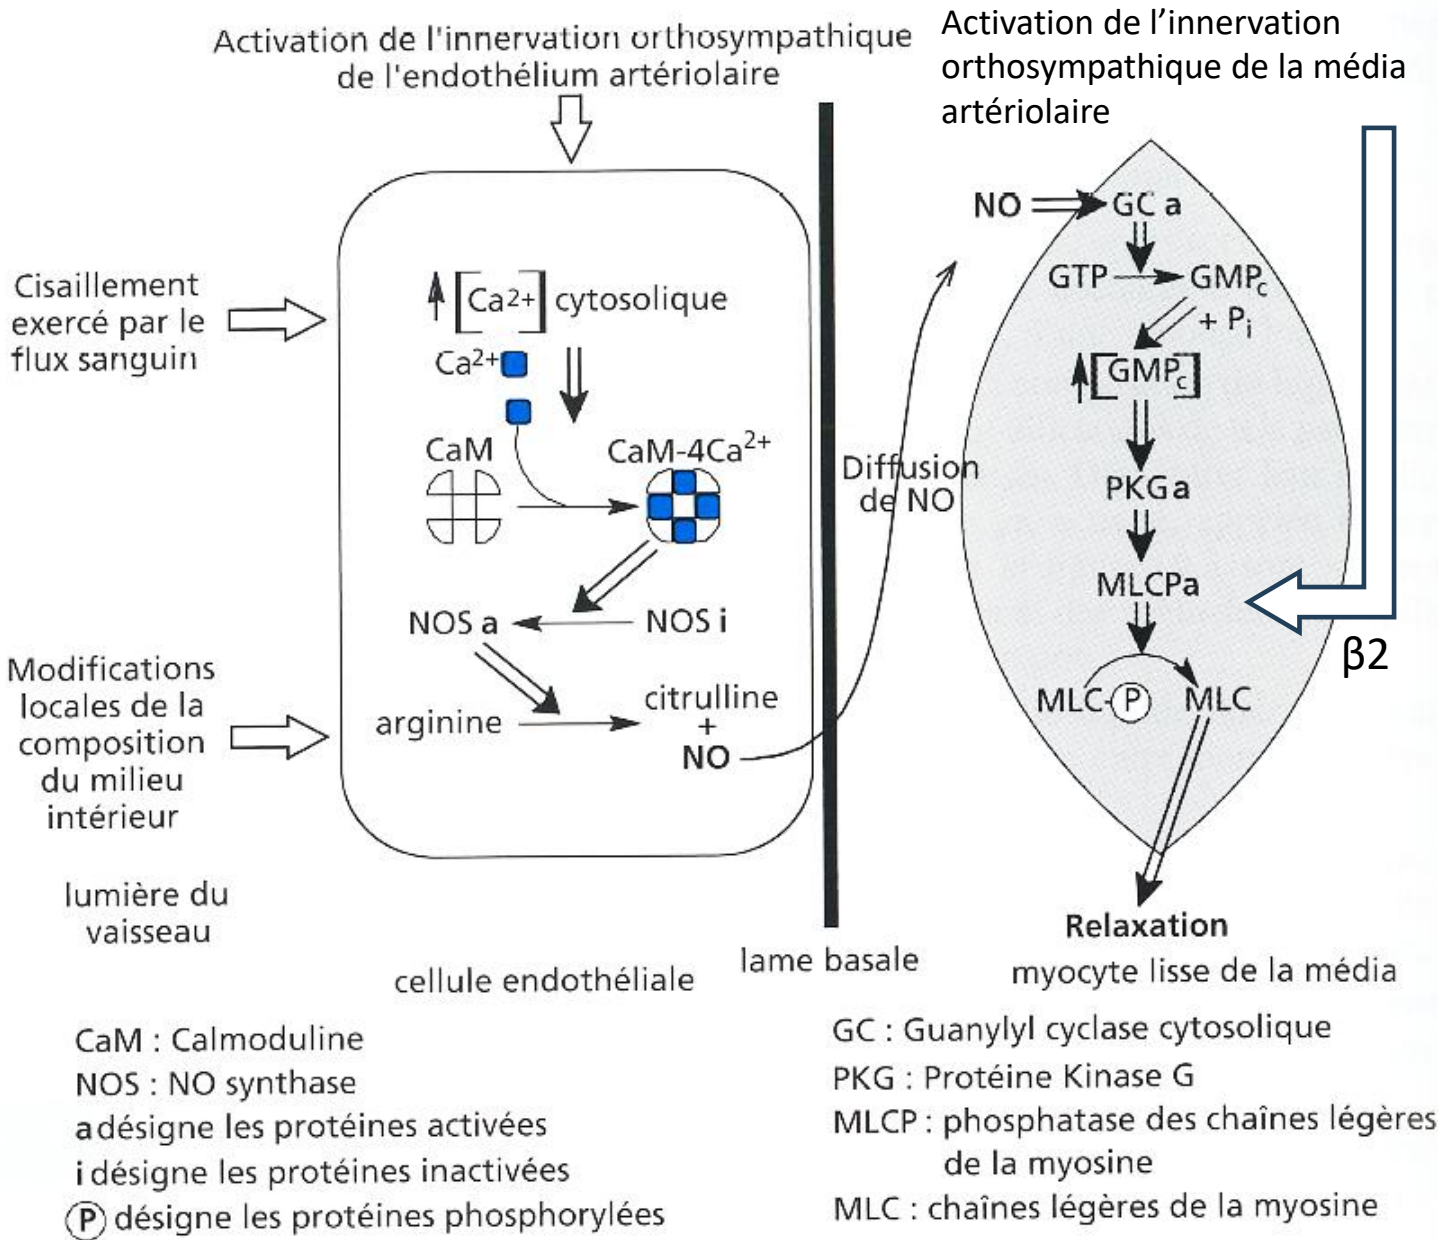 Activation de l'innervation orthosympathique
de l'endothélium artériolaire
Activation de l’innervation
orthosympathique de la média
artériolaire
Cisaillement
exercé par le
flux sanguin
[Ca2+] cytosolique
Ca2+
CaM
CaM-4Ca2+
NOS a
NOS i
arginine
citrulline
+
NO
Modifications
locales de la
composition
du milieu
intérieur
Diffusion
de NO
NO
GC a
GTP
GMPc
+ Pi
[GMPc]
PKG a
MLCPa
β2
MLC-P
MLC
lumière du
vaisseau
cellule endothéliale
lame basale
Relaxation
myocyte lisse de la média
CaM : Calmoduline
NOS : NO synthase
a désigne les protéines activées
i désigne les protéines inactivées
P désigne les protéines phosphorylées
GC : Guanylyl cyclase cytosolique
PKG : Protéine Kinase G
MLCP : phosphatase des chaînes légères
de la myosine
MLC : chaînes légères de la myosine